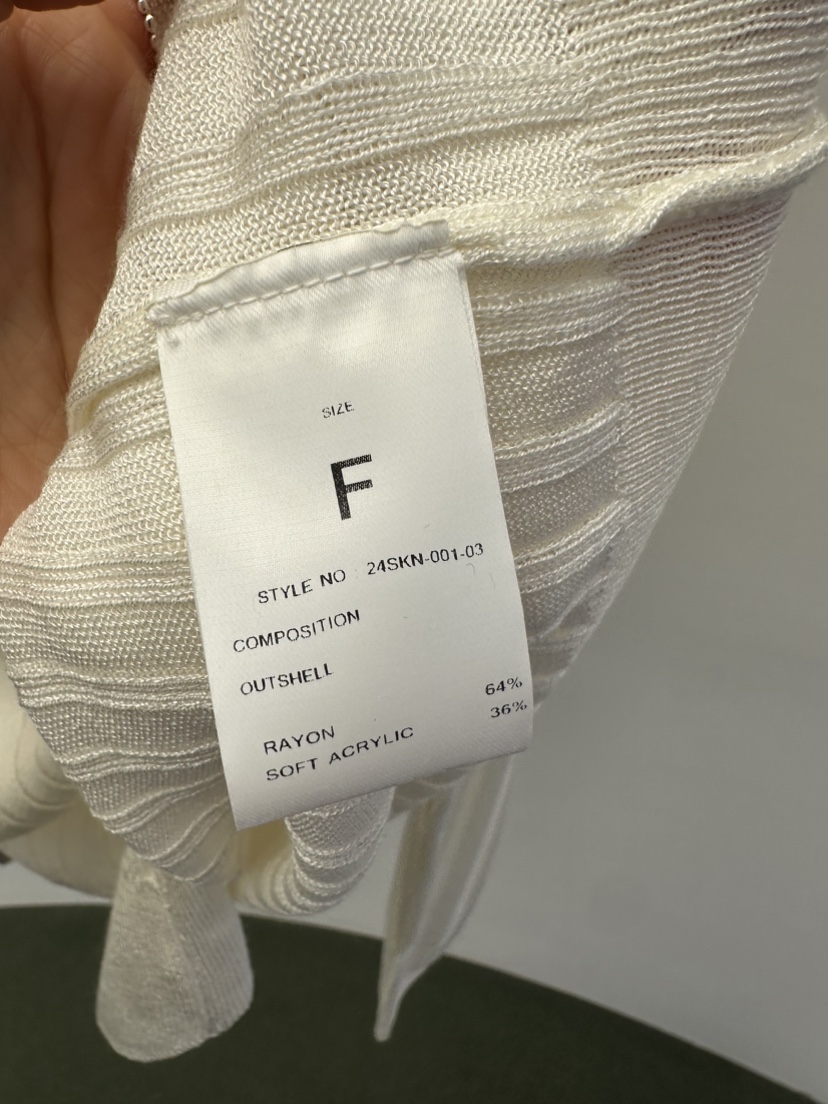 SIZE
F
STYLE NO 24SKN-001-03
COMPOSITION
OUTSHELL
RAYON 64%
SOFT ACRYLIC 36%